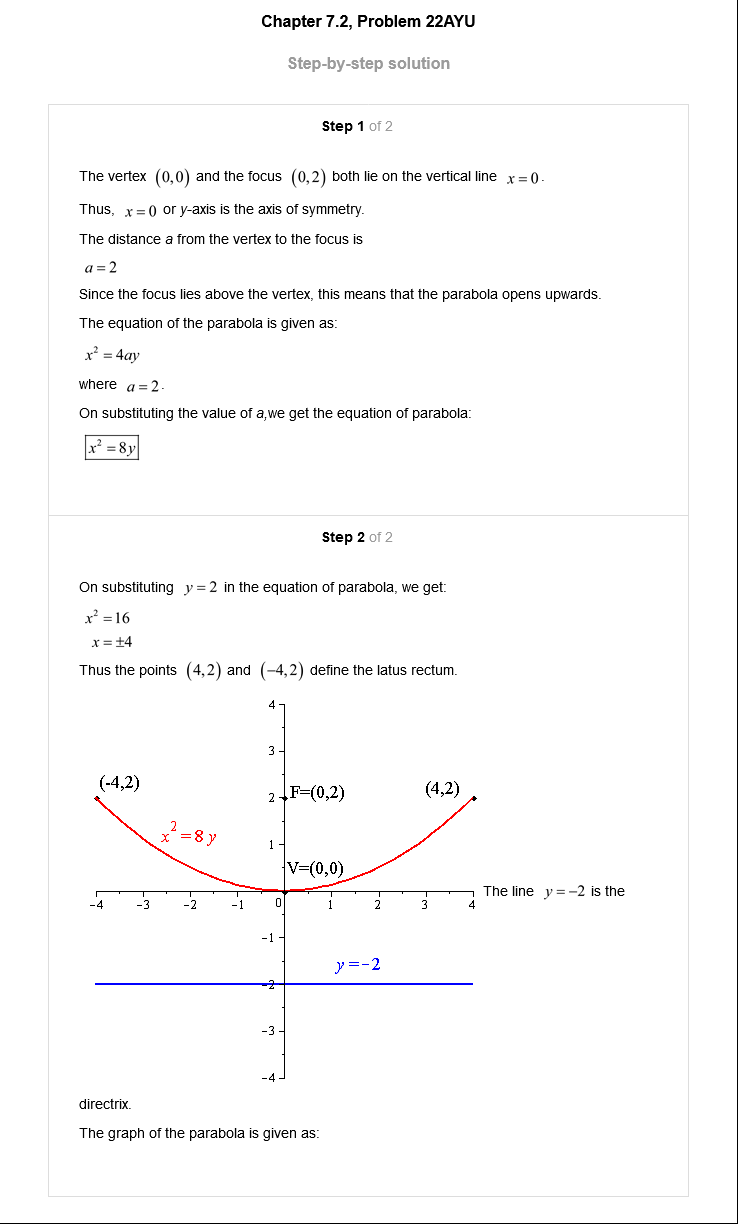 Chapter 7.2, Problem 22AYU
Step-by-step solution
Step 1 of 2
The vertex (0,0) and the focus (0,2) both lie on the vertical line x = 0.
Thus, x = 0 or y-axis is the axis of symmetry.
The distance a from the vertex to the focus is
a = 2
Since the focus lies above the vertex, this means that the parabola opens upwards.
The equation of the parabola is given as:
x² = 4ay
where a = 2.
On substituting the value of a,we get the equation of parabola:
x² = 8y
Step 2 of 2
On substituting y = 2 in the equation of parabola, we get:
x² = 16
x = ±4
Thus the points (4,2) and (−4,2) define the latus rectum.
4
3
(-4,2)
2
F=(0,2)
(4,2)
x²=8y
1
V=(0,0)
−4 −3 −2 −1 0 1 2 3 4
The line y = −2 is the
−1
y=−2
−2
−3
−4
directrix.
The graph of the parabola is given as: